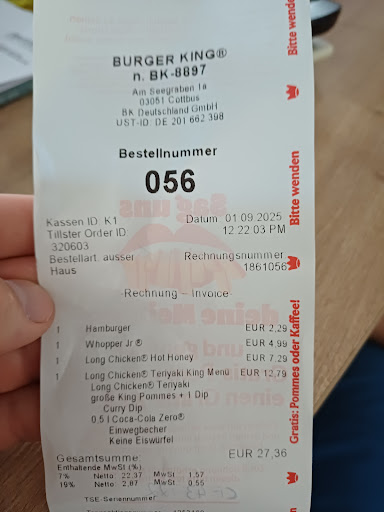 BURGER KING®
n. BK-8897
Am Seegraben 1a
03051 Cottbus
BK Deutschland GmbH
UST-ID: DE 201 662 398
Bestellnummer
056
Kassen ID: K1 Datum: 01.09.2025
Tillster Order ID 12:22:03 PM
320603
Bestellart: ausser Rechnungsnummer
Haus 1861056
-Rechnung – Invoice-
1 Hamburger EUR 2,29
1 Whopper Jr.® EUR 4,99
1 Long Chicken® Hot Honey EUR 7,29
1 Long Chicken® Teriyaki King Menü EUR 12,79
Long Chicken® Teriyaki
große King Pommes + 1 Dip
Curry Dip
0,5 l Coca-Cola Zero®
Einwegbecher
Keine Eiswürfel
Gesamtsumme EUR 27,36
Enthaltende MwSt (%).
7% Netto: 22,37 MwSt 1,57
19% Netto: 2,87 MwSt 0.55
TSE-Seriennummer
Bitte wenden
Bitte wenden
Gratis: Pommes oder Kaffee!